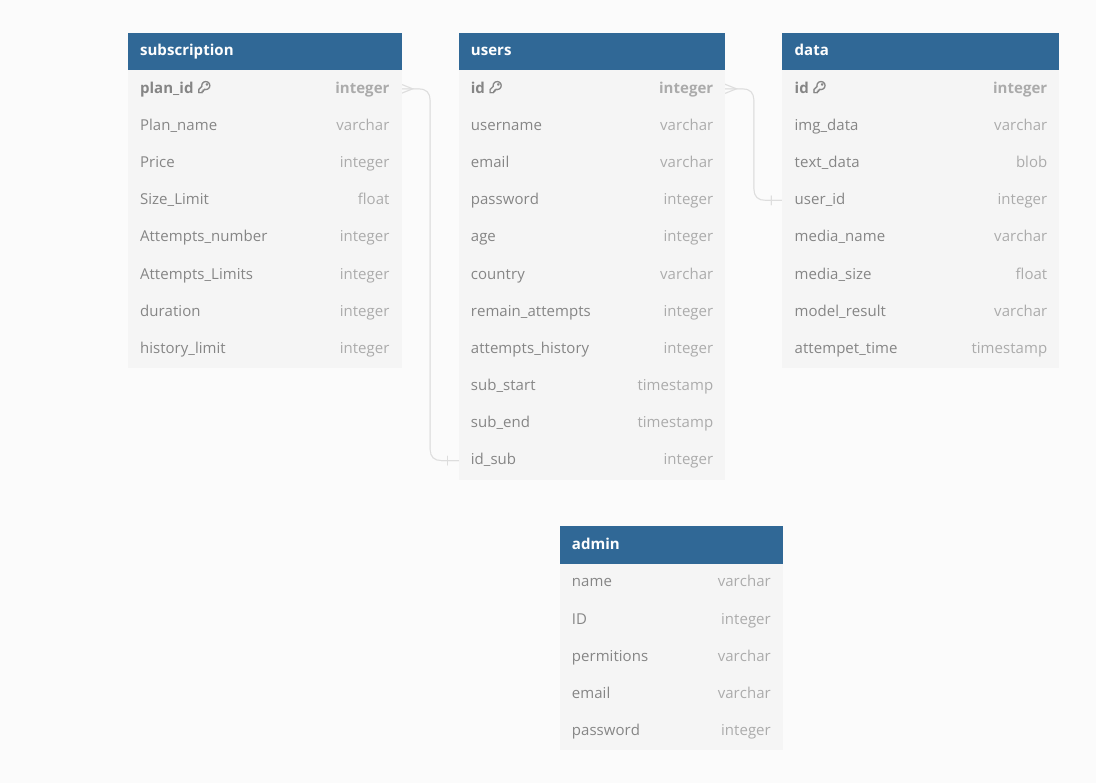 subscription
plan_id integer
Plan_name varchar
Price integer
Size_Limit float
Attempts_number integer
Attempts_Limits integer
duration integer
history_limit integer
users
id integer
username varchar
email varchar
password integer
age integer
country varchar
remain_attempts integer
attempts_history integer
sub_start timestamp
sub_end timestamp
id_sub integer
data
id integer
img_data varchar
text_data blob
user_id integer
media_name varchar
media_size float
model_result varchar
attempet_time timestamp
admin
name varchar
ID integer
permitions varchar
email varchar
password integer